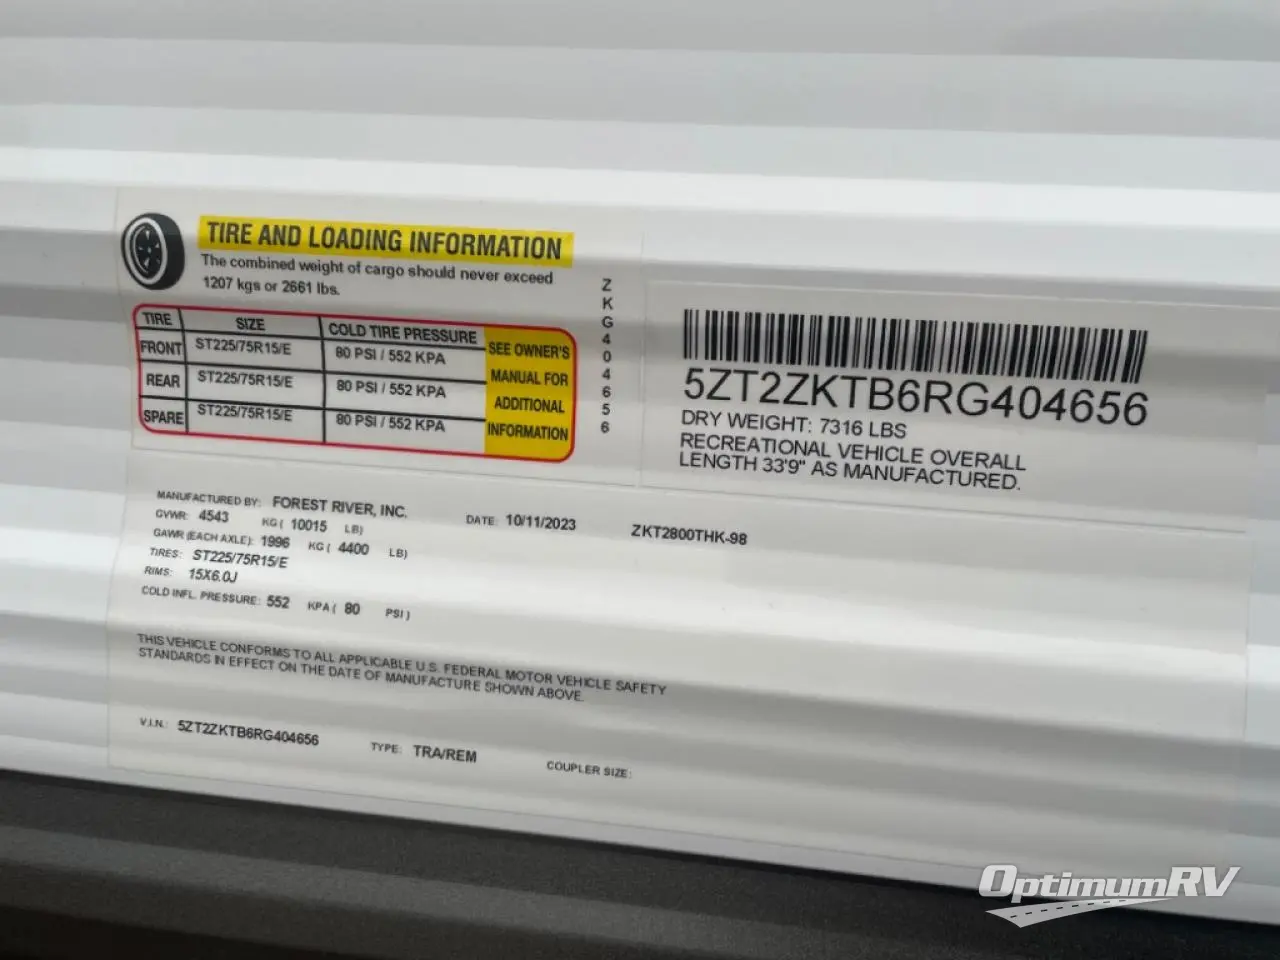 TIRE AND LOADING INFORMATION
The combined weight of cargo should never exceed
1207 kgs or 2661 lbs.
TIRE SIZE COLD TIRE PRESSURE
FRONT ST225/75R15/E 80 PSI / 552 KPA
REAR ST225/75R15/E 80 PSI / 552 KPA
SPARE ST225/75R15/E 80 PSI / 552 KPA
SEE OWNER'S
MANUAL FOR
ADDITIONAL
INFORMATION
ZKG404656
5ZT2ZKTB6RG404656
DRY WEIGHT: 7316 LBS
RECREATIONAL VEHICLE OVERALL
LENGTH 33'9" AS MANUFACTURED.
MANUFACTURED BY: FOREST RIVER, INC.
DATE: 10/11/2023 ZKT2800THK-98
GVWR: 4543 KG ( 10015 LB)
GAWR (EACH AXLE): 1996 KG ( 4400 LB)
TIRES: ST225/75R15/E
RIMS: 15X6.0J
COLD INFL. PRESSURE: 552 KPA ( 80 PSI )
THIS VEHICLE CONFORMS TO ALL APPLICABLE U.S. FEDERAL MOTOR VEHICLE SAFETY
STANDARDS IN EFFECT ON THE DATE OF MANUFACTURE SHOWN ABOVE.
V.I.N.: 5ZT2ZKTB6RG404656 TYPE: TRA/REM COUPLER SIZE:
OptimumRV